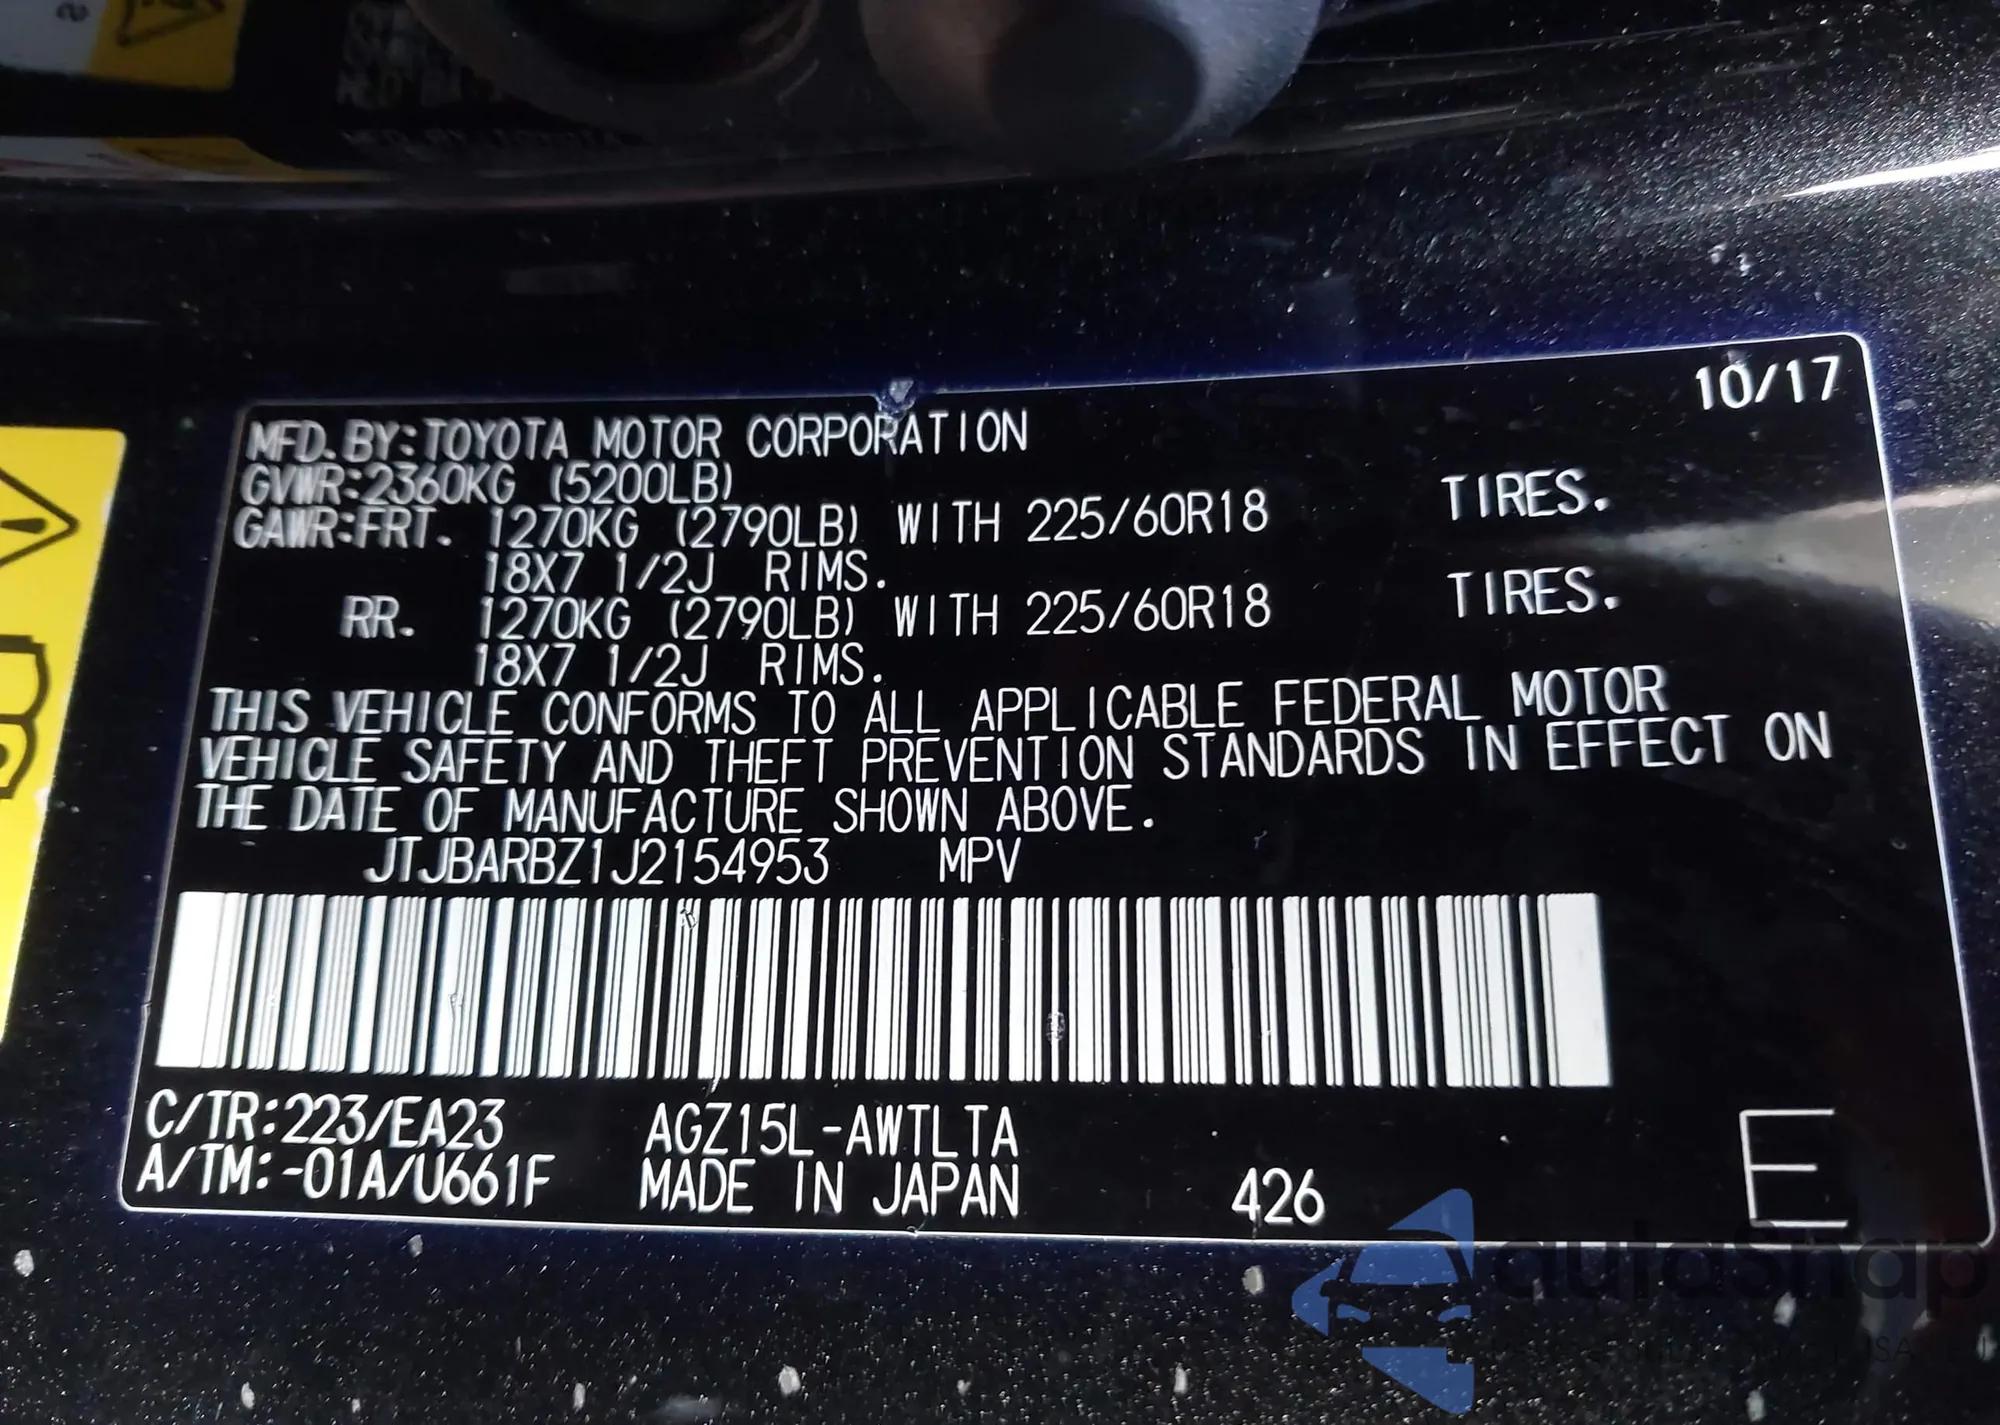 10/17
MFD.BY:TOYOTA MOTOR CORPORATION
GVWR:2360KG (5200LB)
GAWR:FRT. 1270KG (2790LB) WITH 225/60R18 TIRES.
18X7 1/2J RIMS.
RR. 1270KG (2790LB) WITH 225/60R18 TIRES.
18X7 1/2J RIMS.
THIS VEHICLE CONFORMS TO ALL APPLICABLE FEDERAL MOTOR
VEHICLE SAFETY AND THEFT PREVENTION STANDARDS IN EFFECT ON
THE DATE OF MANUFACTURE SHOWN ABOVE.
JTJBARBZ1J2154953 MPV
C/TR:223/EA23 AGZ15L-AWTLTA
A/TM:-01A/U661F MADE IN JAPAN 426 E
autosnap